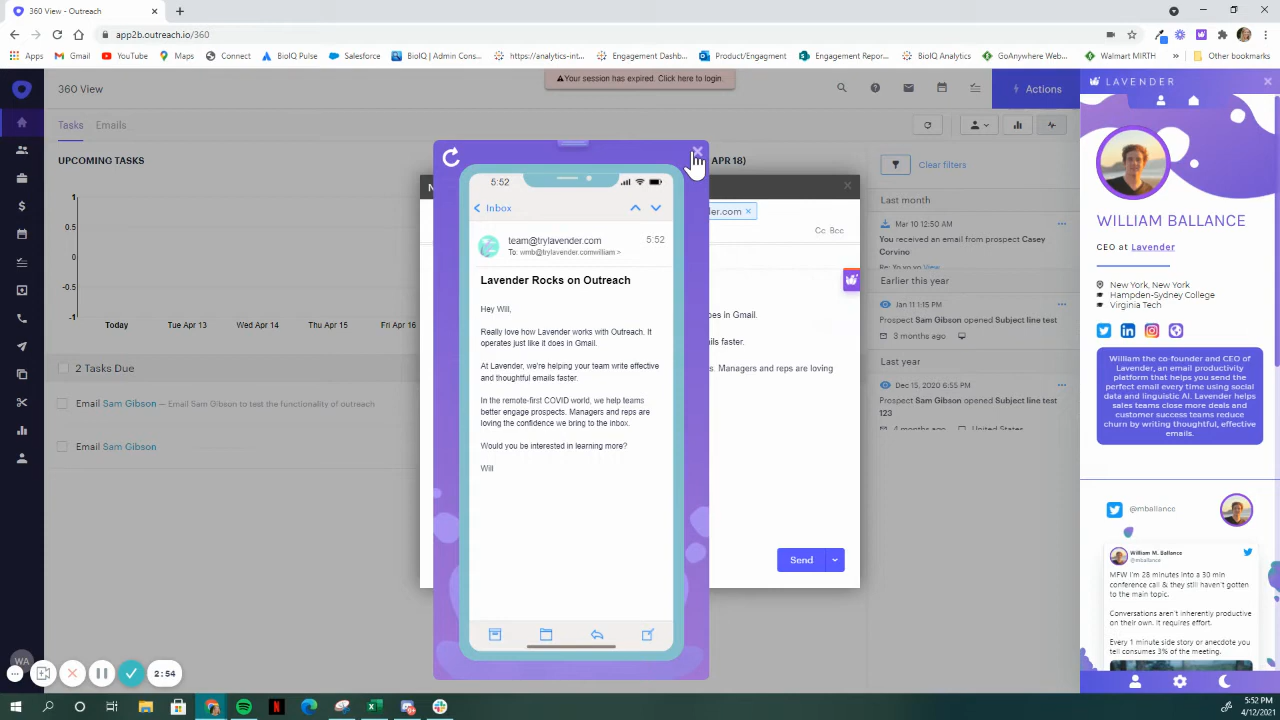 360 View - Outreach
app2b.outreach.io/360
Apps
Gmail
YouTube
Maps
Connect
BioIQ Pulse
Salesforce
BioIQ | Admin Cons...
https://analytics-int...
Engagement Dashb...
Product/Engagement...
Engagement Repor...
BioIQ Analytics
GoAnywhere Web...
Walmart MIRTH
»
Other bookmarks
360 View
⚠Your session has expired. Click here to login.
Actions
LAVENDER
Tasks
Emails
UPCOMING TASKS
APR 18)
Clear filters
1
0.5
0
-0.5
-1
Today
Tue Apr 13
Wed Apr 14
Thu Apr 15
Fri Apr 16
2 Tasks Due
Email Sam Gibson — Email Sam Gibson to test the functionality of outreach
Email Sam Gibson
N
der.com ×
Cc Bcc
es in Gmail.
ails faster.
s. Managers and reps are loving
Send
5:52
Inbox
team@trylavender.com
5:52
To: wmb@trylavender.comwilliam >
Lavender Rocks on Outreach
Hey Will,
Really love how Lavender works with Outreach. It
operates just like it does in Gmail.
At Lavender, we're helping your team write effective
and thoughtful emails faster.
In the remote-first COVID world, we help teams
better engage prospects. Managers and reps are
loving the confidence we bring to the inbox.
Would you be interested in learning more?
Will
Last month
Mar 10 12:50 AM
You received an email from prospect Casey
Corvino
Re: Yo yo yo View
Earlier this year
Jan 11 1:15 PM
Prospect Sam Gibson opened Subject line test
3 months ago
Last year
Dec 15, 2020 6:55 PM
Prospect Sam Gibson opened Subject line test
123
4 months ago
United States
WILLIAM BALLANCE
CEO at Lavender
New York, New York
Hampden-Sydney College
Virginia Tech
William the co-founder and CEO of
Lavender, an email productivity
platform that helps you send the
perfect email every time using social
data and linguistic AI. Lavender helps
sales teams close more deals and
customer success teams reduce
churn by writing thoughtful, effective
emails.
@mballance
William M. Ballance
@mballance
MFW I'm 28 minutes into a 30 min
conference call & they still haven't gotten
to the main topic.
Conversations aren't inherently productive
on their own. It requires effort.
Every 1 minute side story or anecdote you
tell consumes 3% of the meeting.
WA
2:54
5:52 PM
4/12/2021